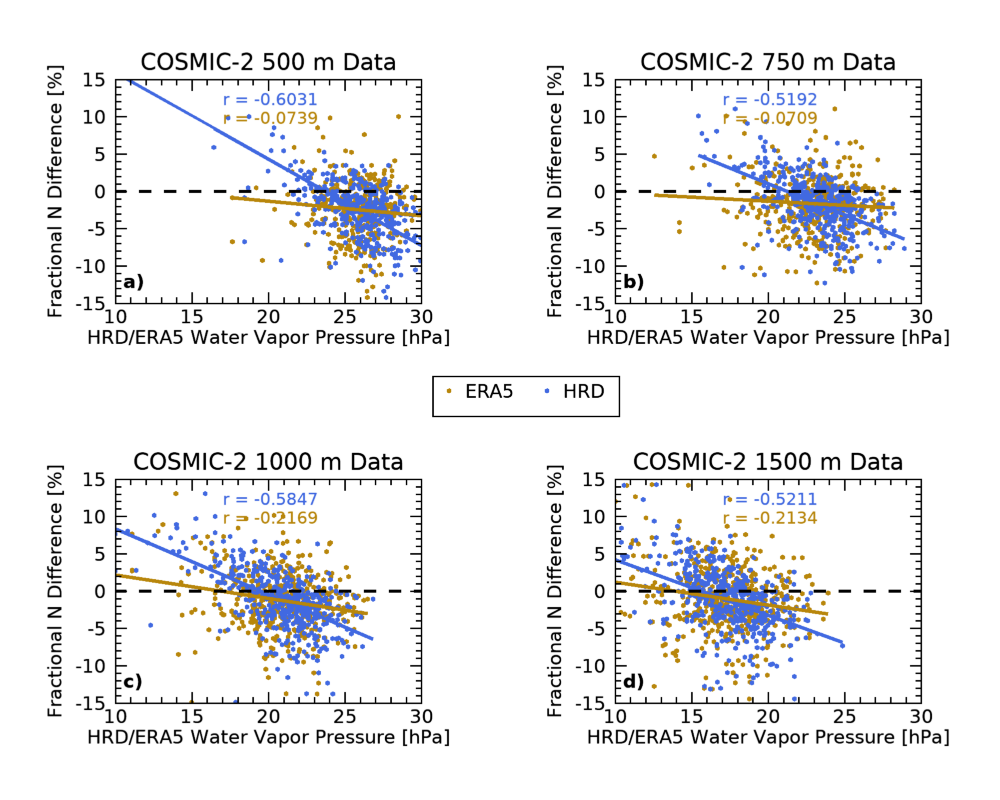 COSMIC-2 500 m Data
Fractional N Difference [%]
15
10
5
0
-5
-10
-15
r = -0.6031
r = -0.0739
a)
10 15 20 25 30
HRD/ERA5 Water Vapor Pressure [hPa]
COSMIC-2 750 m Data
Fractional N Difference [%]
15
10
5
0
-5
-10
-15
r = -0.5192
r = -0.0709
b)
10 15 20 25 30
HRD/ERA5 Water Vapor Pressure [hPa]
ERA5 HRD
COSMIC-2 1000 m Data
Fractional N Difference [%]
15
10
5
0
-5
-10
-15
r = -0.5847
r = -0.2169
c)
10 15 20 25 30
HRD/ERA5 Water Vapor Pressure [hPa]
COSMIC-2 1500 m Data
Fractional N Difference [%]
15
10
5
0
-5
-10
-15
r = -0.5211
r = -0.2134
d)
10 15 20 25 30
HRD/ERA5 Water Vapor Pressure [hPa]